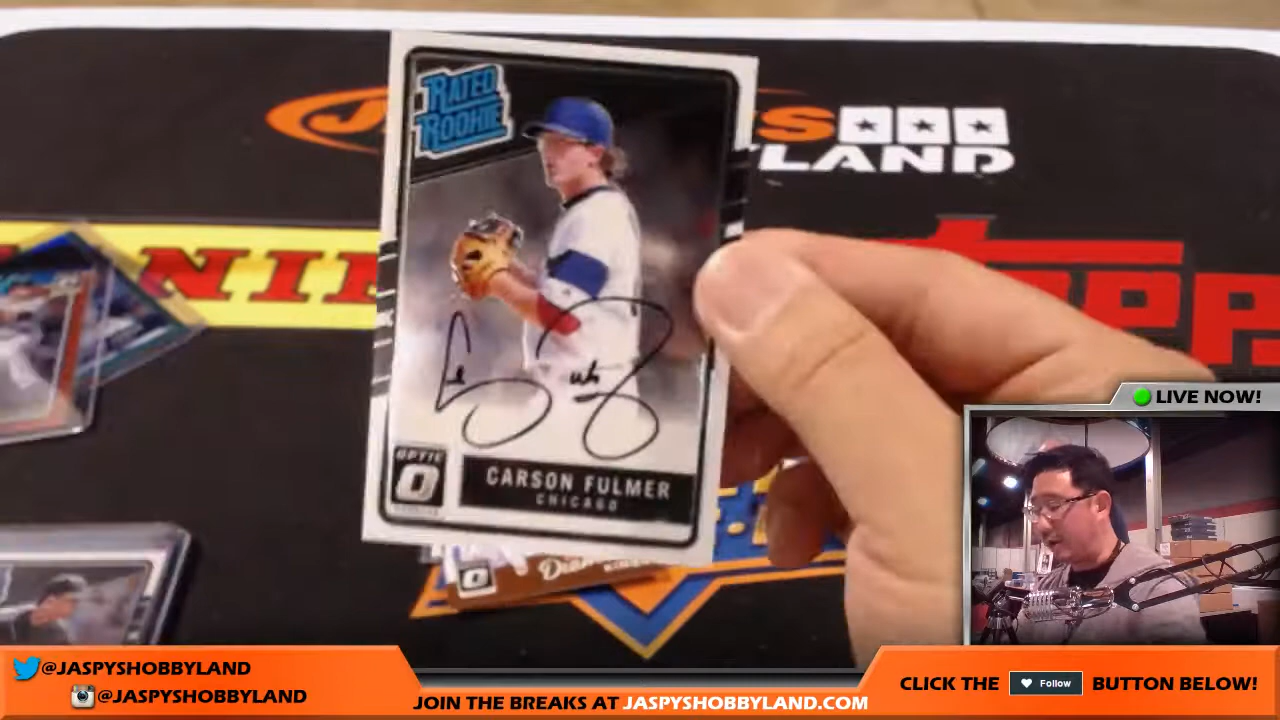 RATED
ROOKIE
LAND
OPTIC
O
CARSON FULMER
CHICAGO
LIVE NOW!
@JASPYSHOBBYLAND
@JASPYSHOBBYLAND
JOIN THE BREAKS AT JASPYSHOBBYLAND.COM
CLICK THE Follow BUTTON BELOW!